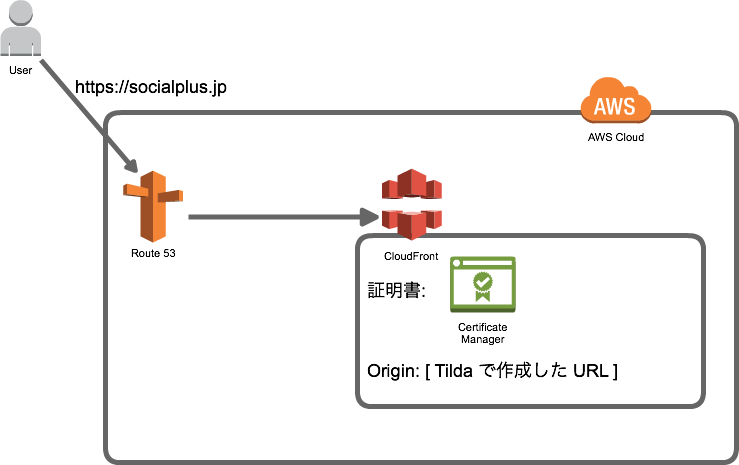 User
https://socialplus.jp
AWS
AWS Cloud
Route 53
CloudFront
証明書:
Certificate
Manager
Origin: [ Tilda で作成した URL ]